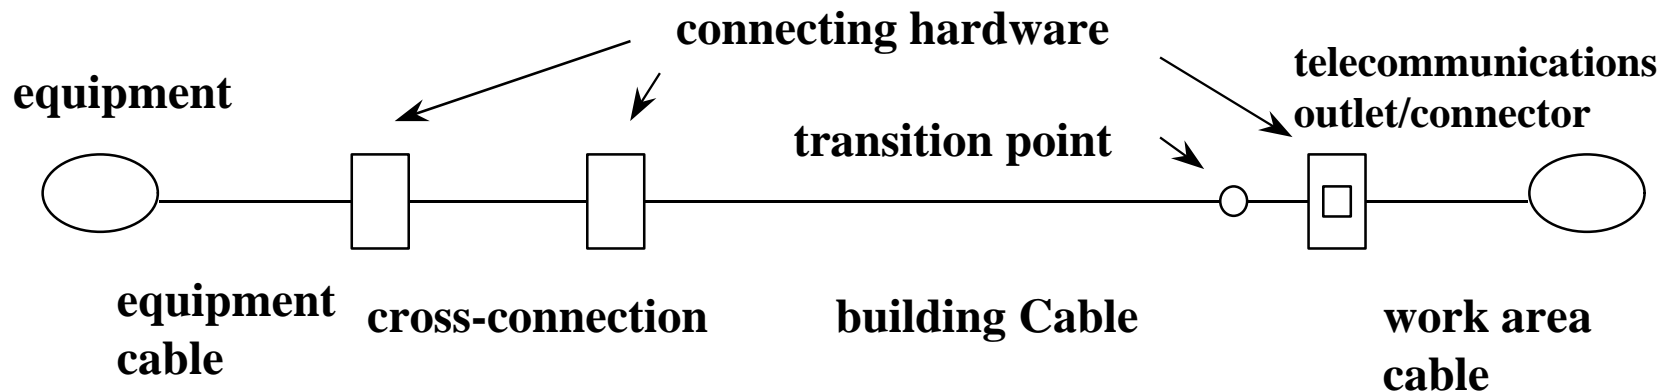 connecting hardware
telecommunications
outlet/connector
equipment
transition point
equipment
cable
cross-connection
building Cable
work area
cable